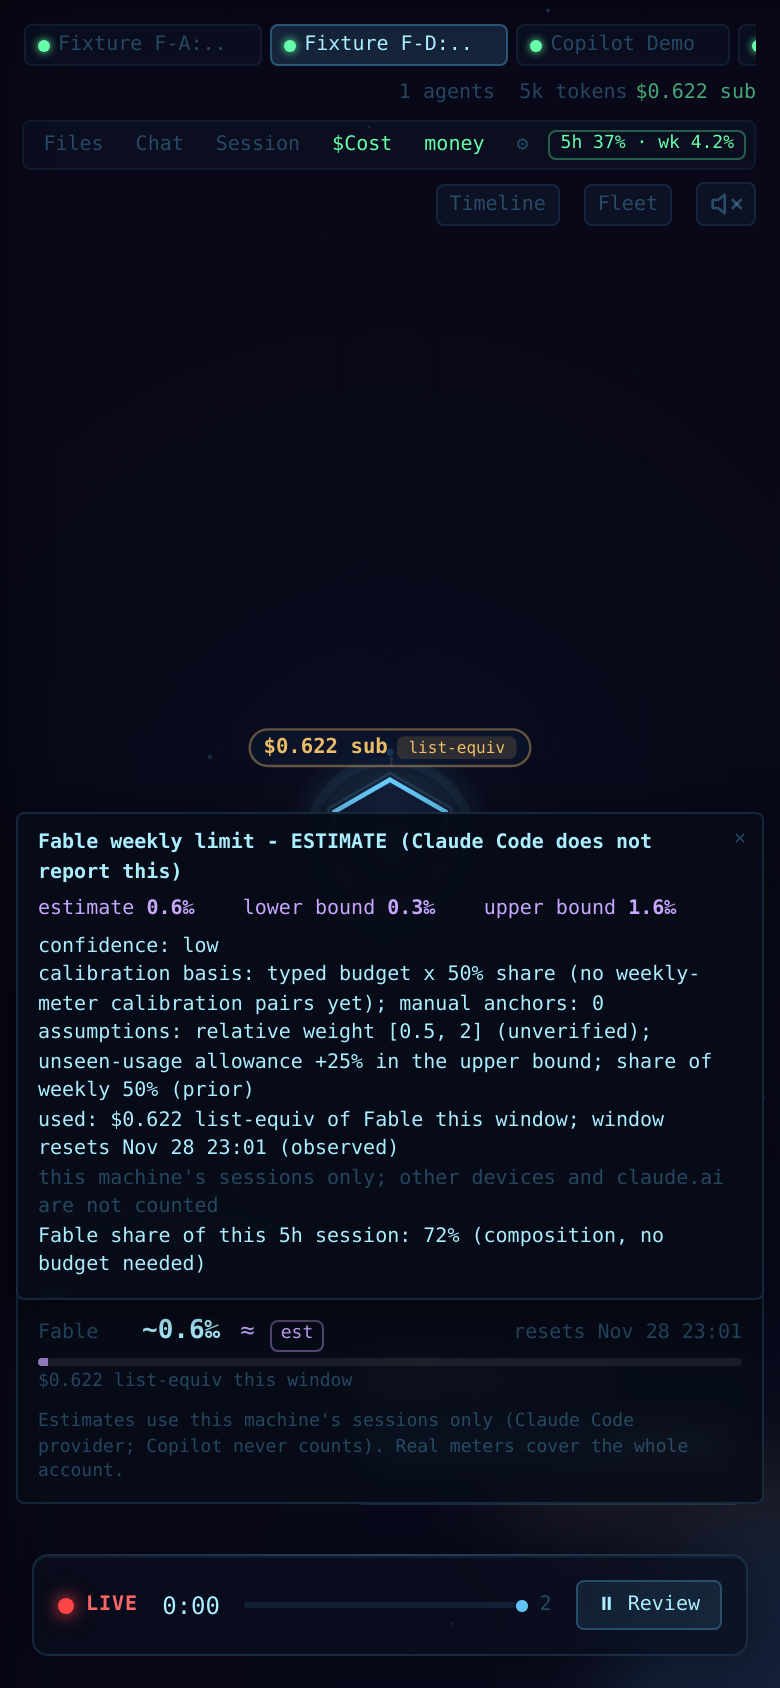 Fixture F-A:..
Fixture F-D:..
Copilot Demo
1 agents 5k tokens $0.622 sub
Files Chat Session $Cost money ⚙ 5h 37% · wk 4.2%
Timeline Fleet
$0.622 sub list-equiv
Fable weekly limit - ESTIMATE (Claude Code does not
report this)
×
estimate 0.6‰ lower bound 0.3‰ upper bound 1.6‰
confidence: low
calibration basis: typed budget x 50% share (no weekly-
meter calibration pairs yet); manual anchors: 0
assumptions: relative weight [0.5, 2] (unverified);
unseen-usage allowance +25% in the upper bound; share of
weekly 50% (prior)
used: $0.622 list-equiv of Fable this window; window
resets Nov 28 23:01 (observed)
this machine's sessions only; other devices and claude.ai
are not counted
Fable share of this 5h session: 72% (composition, no
budget needed)
Fable ~0.6‰ ≈ est resets Nov 28 23:01
$0.622 list-equiv this window
Estimates use this machine's sessions only (Claude Code
provider; Copilot never counts). Real meters cover the whole
account.
LIVE 0:00 2 ⏸ Review